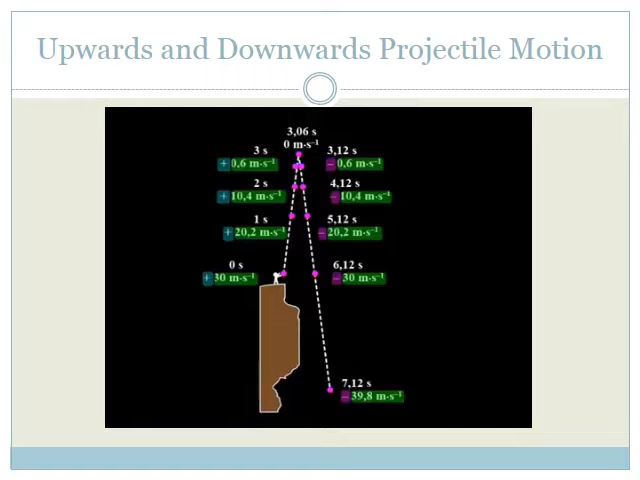 Upwards and Downwards Projectile Motion
3,06 s
0 m·s⁻¹
3 s
+ 0,6 m·s⁻¹
3,12 s
− 0,6 m·s⁻¹
2 s
+ 10,4 m·s⁻¹
4,12 s
− 10,4 m·s⁻¹
1 s
+ 20,2 m·s⁻¹
5,12 s
− 20,2 m·s⁻¹
0 s
+ 30 m·s⁻¹
6,12 s
− 30 m·s⁻¹
7,12 s
− 39,8 m·s⁻¹